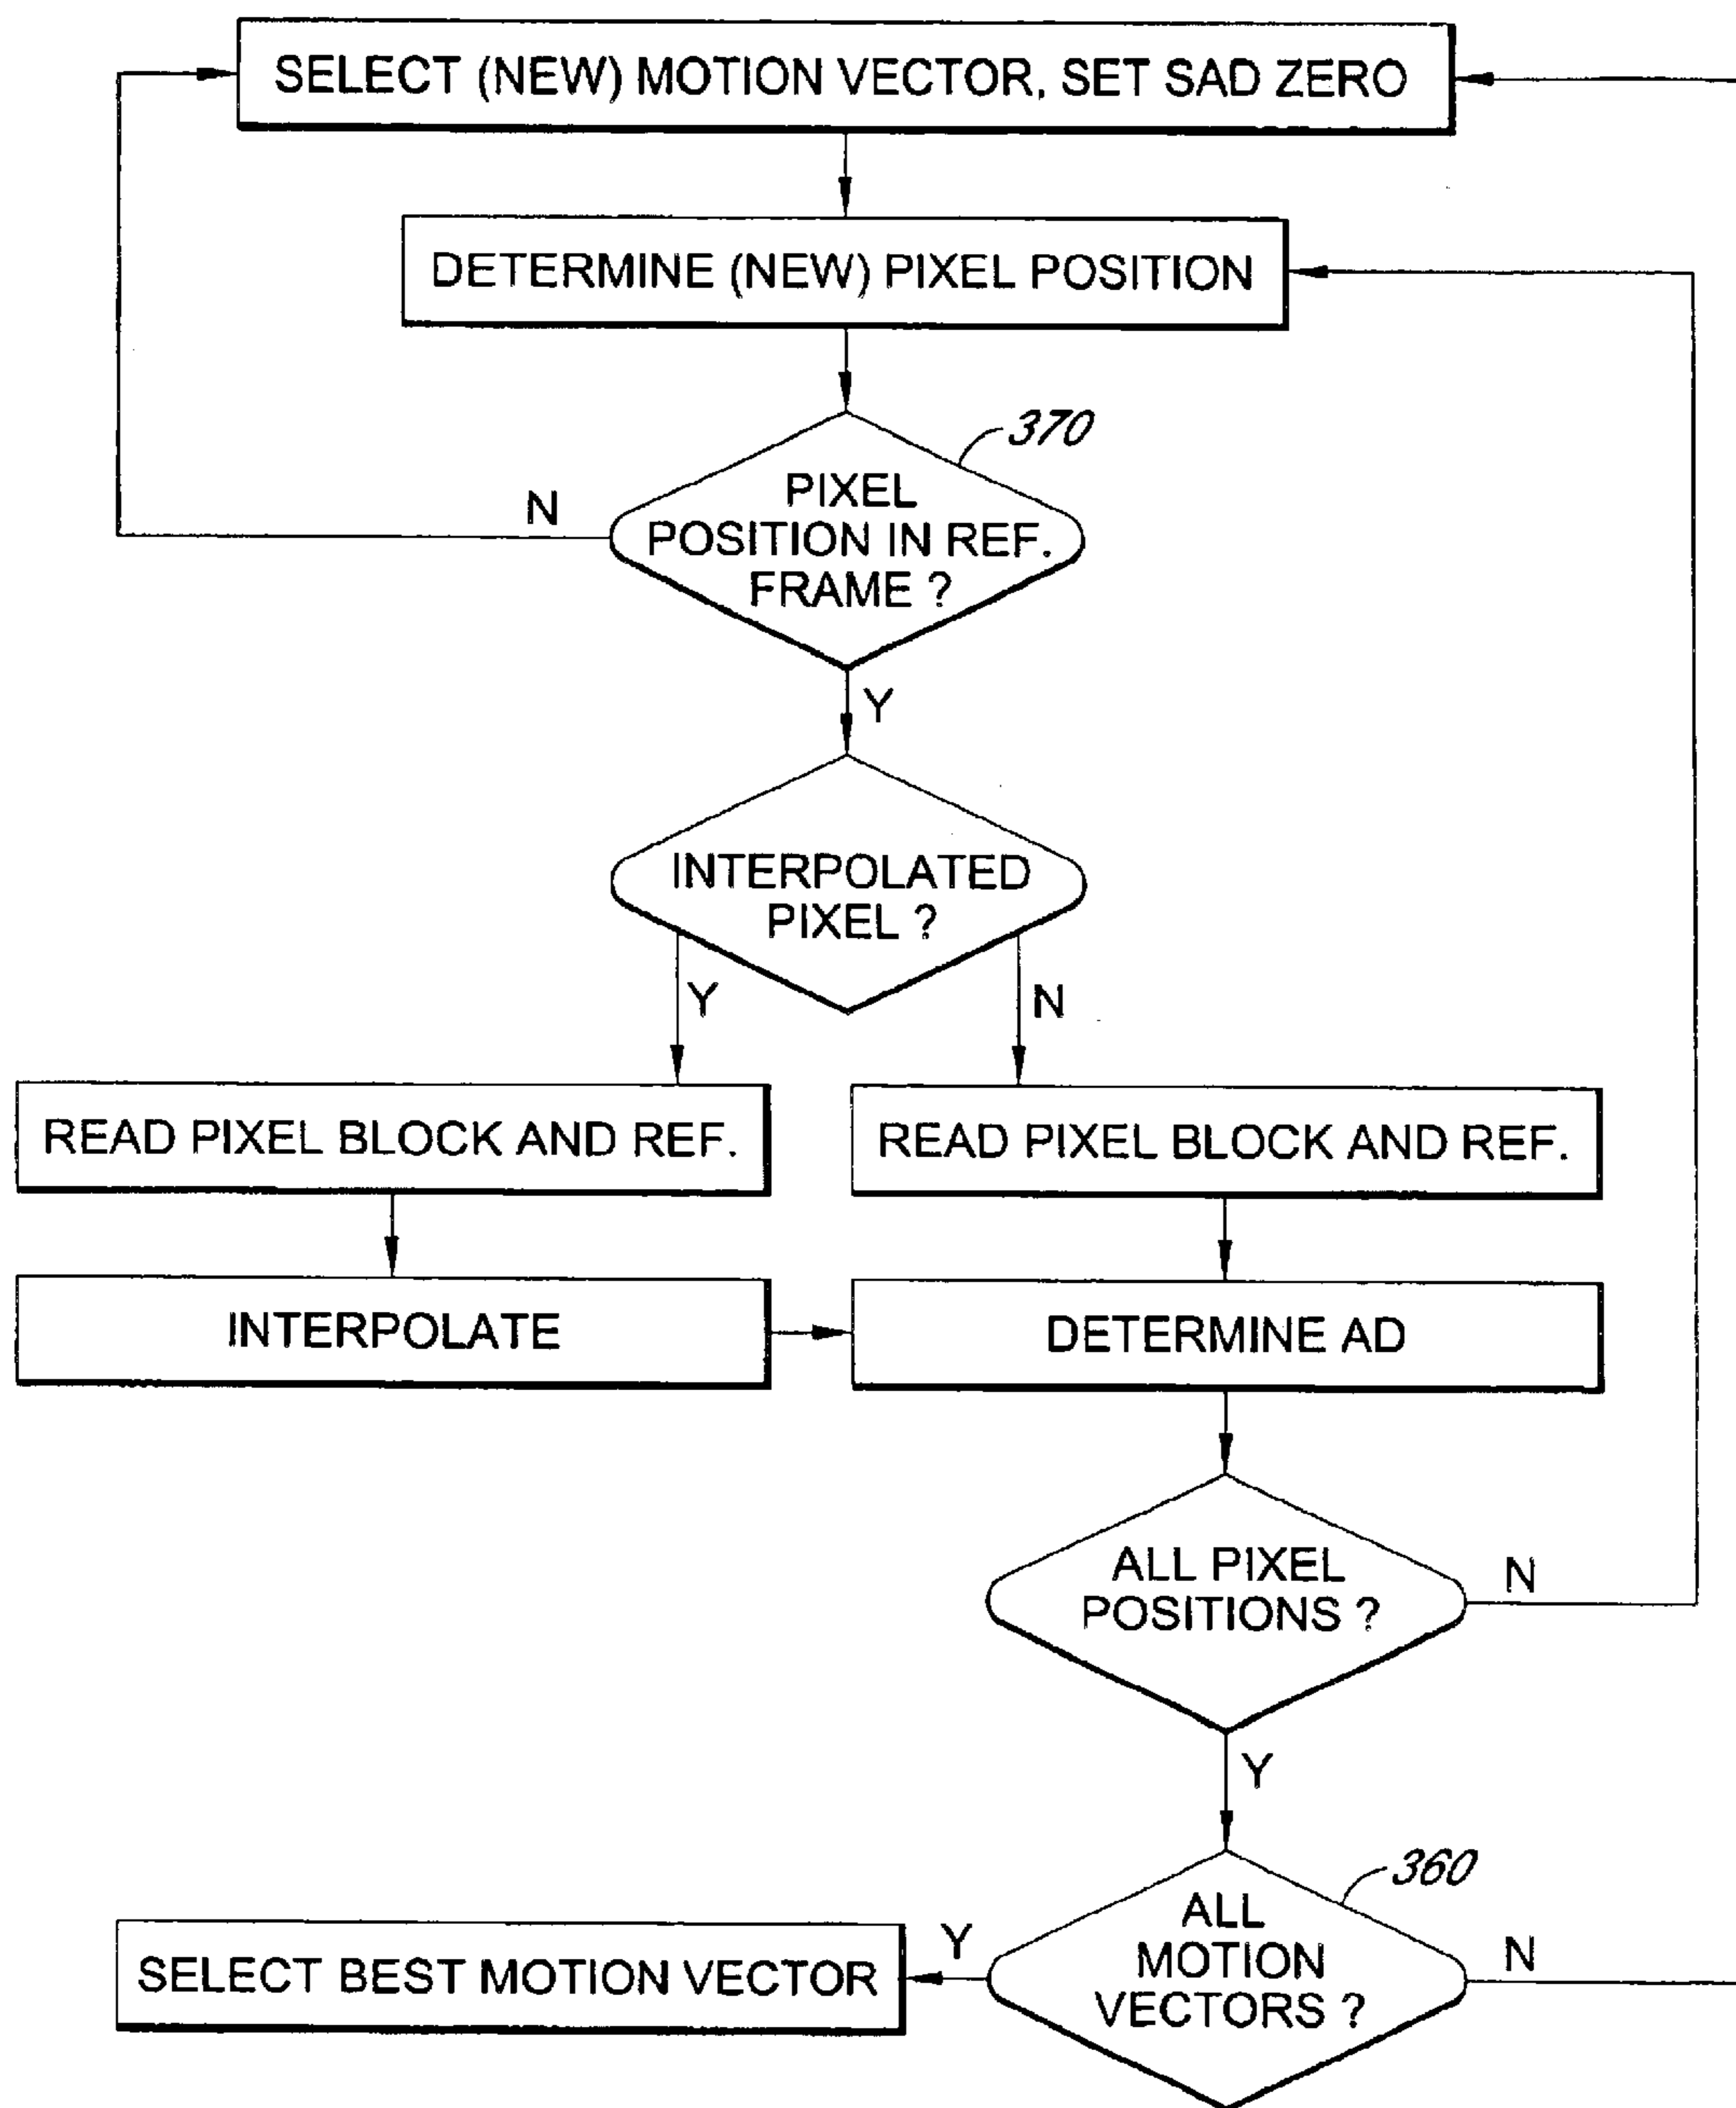 SELECT (NEW) MOTION VECTOR, SET SAD ZERO
DETERMINE (NEW) PIXEL POSITION
370
PIXEL
POSITION IN REF.
FRAME ?
N
Y
INTERPOLATED
PIXEL ?
Y
N
READ PIXEL BLOCK AND REF.
READ PIXEL BLOCK AND REF.
INTERPOLATE
DETERMINE AD
ALL PIXEL
POSITIONS ?
N
Y
360
ALL
MOTION
VECTORS ?
Y
N
SELECT BEST MOTION VECTOR